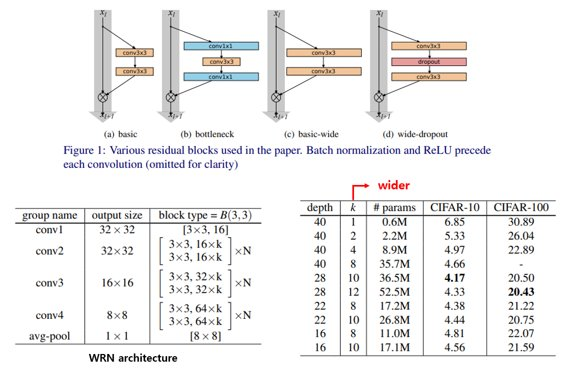 x_l x_l x_l x_l
conv3x3
conv3x3
conv1x1
conv3x3
conv1x1
conv3x3
conv3x3
conv3x3
dropout
conv3x3
x_l+1 x_l+1 x_l+1 x_l+1
(a) basic (b) bottleneck (c) basic-wide (d) wide-dropout
Figure 1: Various residual blocks used in the paper. Batch normalization and ReLU precede
each convolution (omitted for clarity)
group name output size block type = B(3,3)
conv1 32 × 32 [3×3, 16]
conv2 32×32 [3×3, 16×k
3×3, 16×k] ×N
conv3 16×16 [3×3, 32×k
3×3, 32×k] ×N
conv4 8×8 [3×3, 64×k
3×3, 64×k] ×N
avg-pool 1 × 1 [8 × 8]
WRN architecture
wider
depth k # params CIFAR-10 CIFAR-100
40 1 0.6M 6.85 30.89
40 2 2.2M 5.33 26.04
40 4 8.9M 4.97 22.89
40 8 35.7M 4.66 -
28 10 36.5M 4.17 20.50
28 12 52.5M 4.33 20.43
22 8 17.2M 4.38 21.22
22 10 26.8M 4.44 20.75
16 8 11.0M 4.81 22.07
16 10 17.1M 4.56 21.59